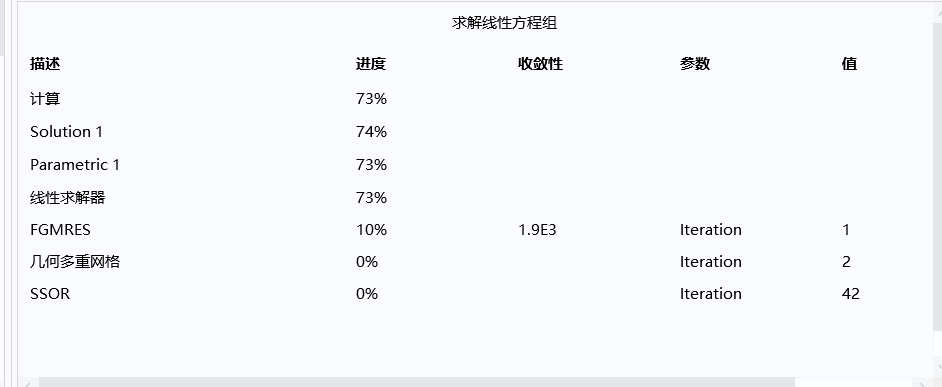 求解线性方程组
描述 进度 收敛性 参数 值
计算 73%
Solution 1 74%
Parametric 1 73%
线性求解器 73%
FGMRES 10% 1.9E3 Iteration 1
几何多重网格 0% Iteration 2
SSOR 0% Iteration 42